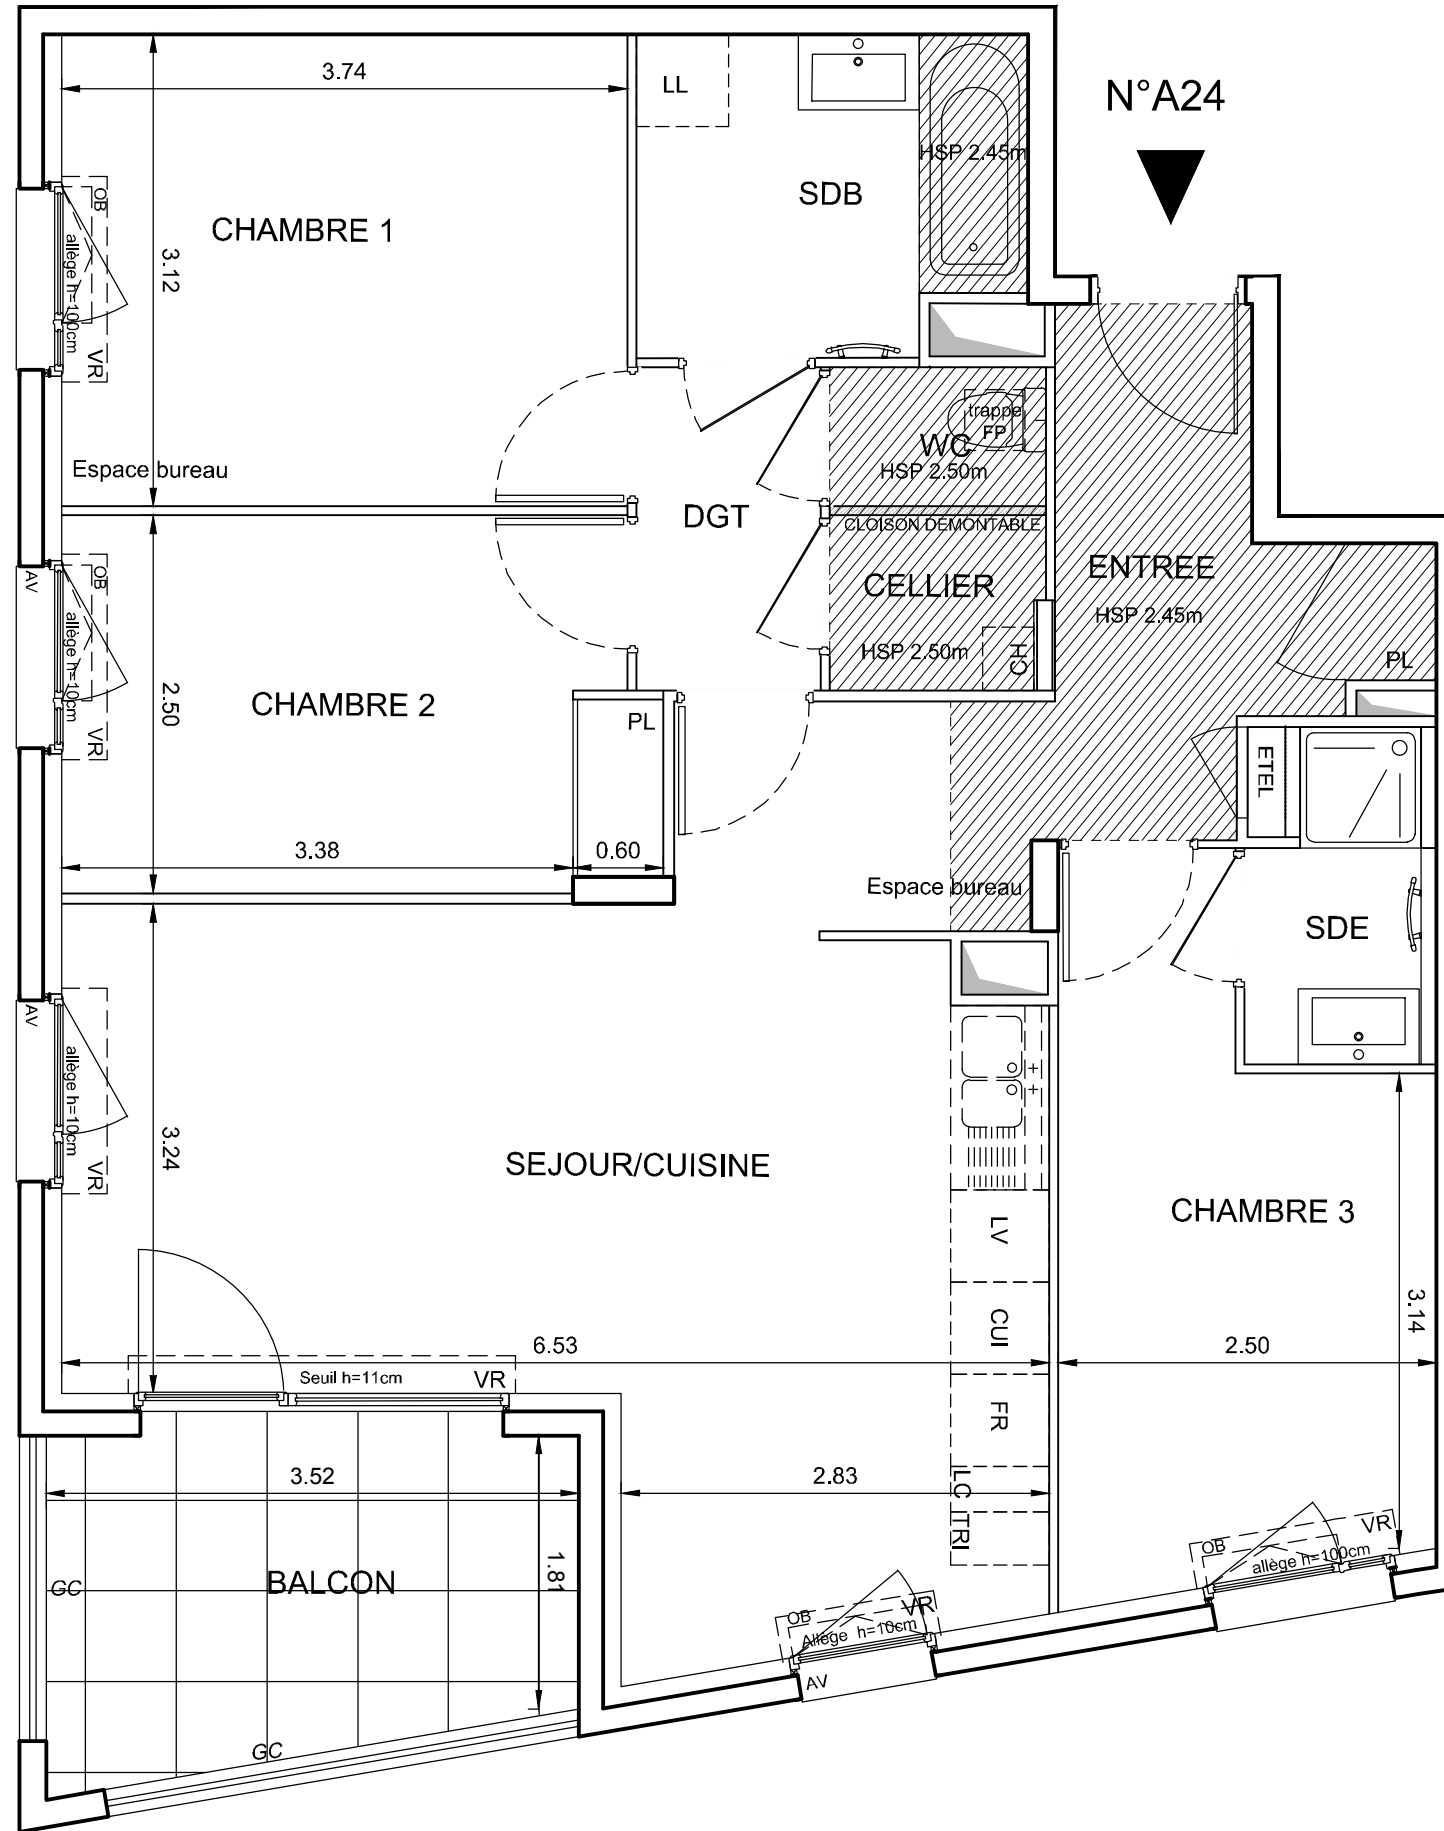 N°A24
3.74
LL
HSP 2.45m
SDB
CHAMBRE 1
OB
allège h=100cm
VR
3.12
Espace bureau
trappe
FP
WC
HSP 2.50m
DGT
CLOISON DEMONTABLE
CELLIER
HSP 2.50m
CH
ENTREE
HSP 2.45m
PL
AV
OB
allège h=10cm
VR
2.50
CHAMBRE 2
PL
3.38
0.60
ETEL
Espace bureau
SDE
AV
allège h=10cm
VR
3.24
SEJOUR/CUISINE
LV
CUI
FR
LC
TRI
CHAMBRE 3
3.14
2.50
6.53
Seuil h=11cm
VR
3.52
2.83
1.81
BALCON
GC
GC
OB
VR
Allège h=10cm
AV
OB
VR
allège h=100cm